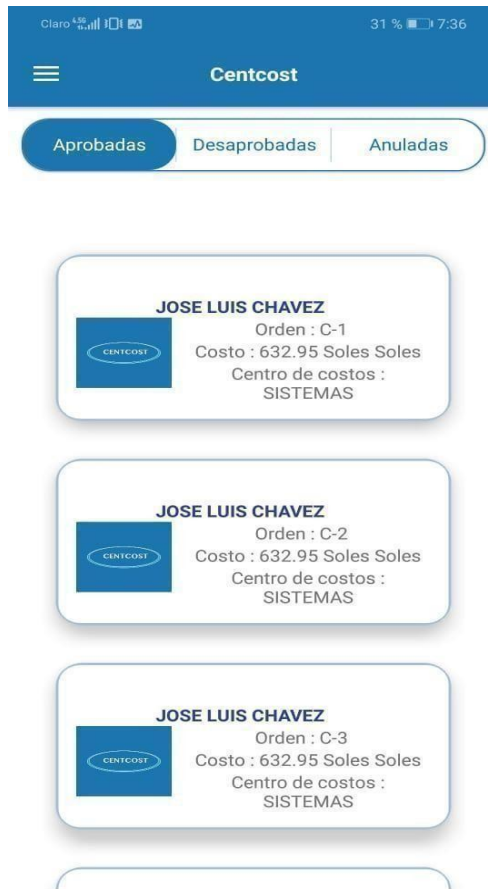 Claro 4.5G 31 % 7:36
Centcost
Aprobadas Desaprobadas Anuladas
JOSE LUIS CHAVEZ
CENTCOST
Orden : C-1
Costo : 632.95 Soles Soles
Centro de costos :
SISTEMAS
JOSE LUIS CHAVEZ
CENTCOST
Orden : C-2
Costo : 632.95 Soles Soles
Centro de costos :
SISTEMAS
JOSE LUIS CHAVEZ
CENTCOST
Orden : C-3
Costo : 632.95 Soles Soles
Centro de costos :
SISTEMAS